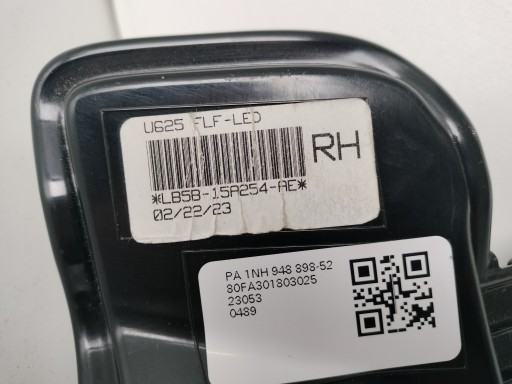 U625 FLF-LED
RH
*LB5B-15A254-AE*
02/22/23
PA 1NH 948 898-52
80FA301803025
23053
0489